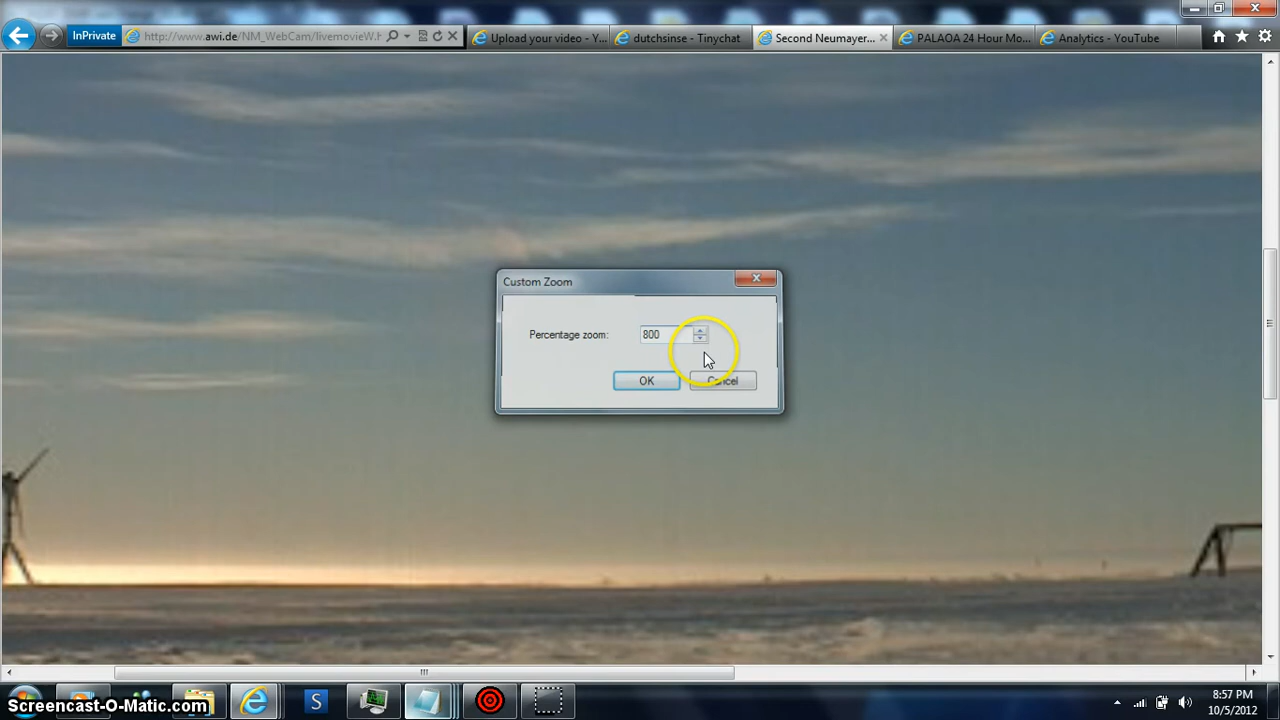 InPrivate
http://www.awi.de/NM_WebCam/livemovieW.h
Upload your video - Y...
dutchsinse - Tinychat
Second Neumayer...
PALAOA 24 Hour Mo...
Analytics - YouTube
Custom Zoom
Percentage zoom:
800
OK
Cancel
S
8:57 PM
10/5/2012
Screencast-O-Matic.com